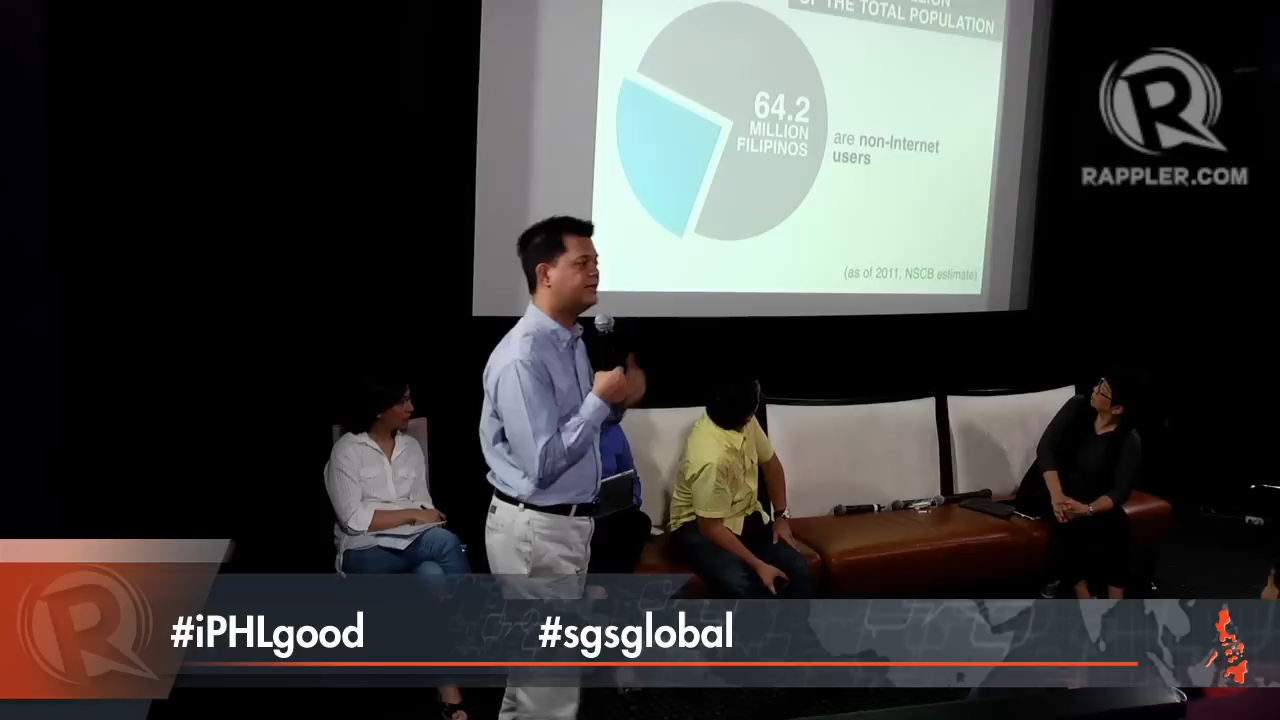 OF THE TOTAL POPULATION
64.2
MILLION
FILIPINOS
are non-Internet
users
(as of 2011, NSCB estimate)
R
RAPPLER.COM
R
#iPHLgood
#sgsglobal